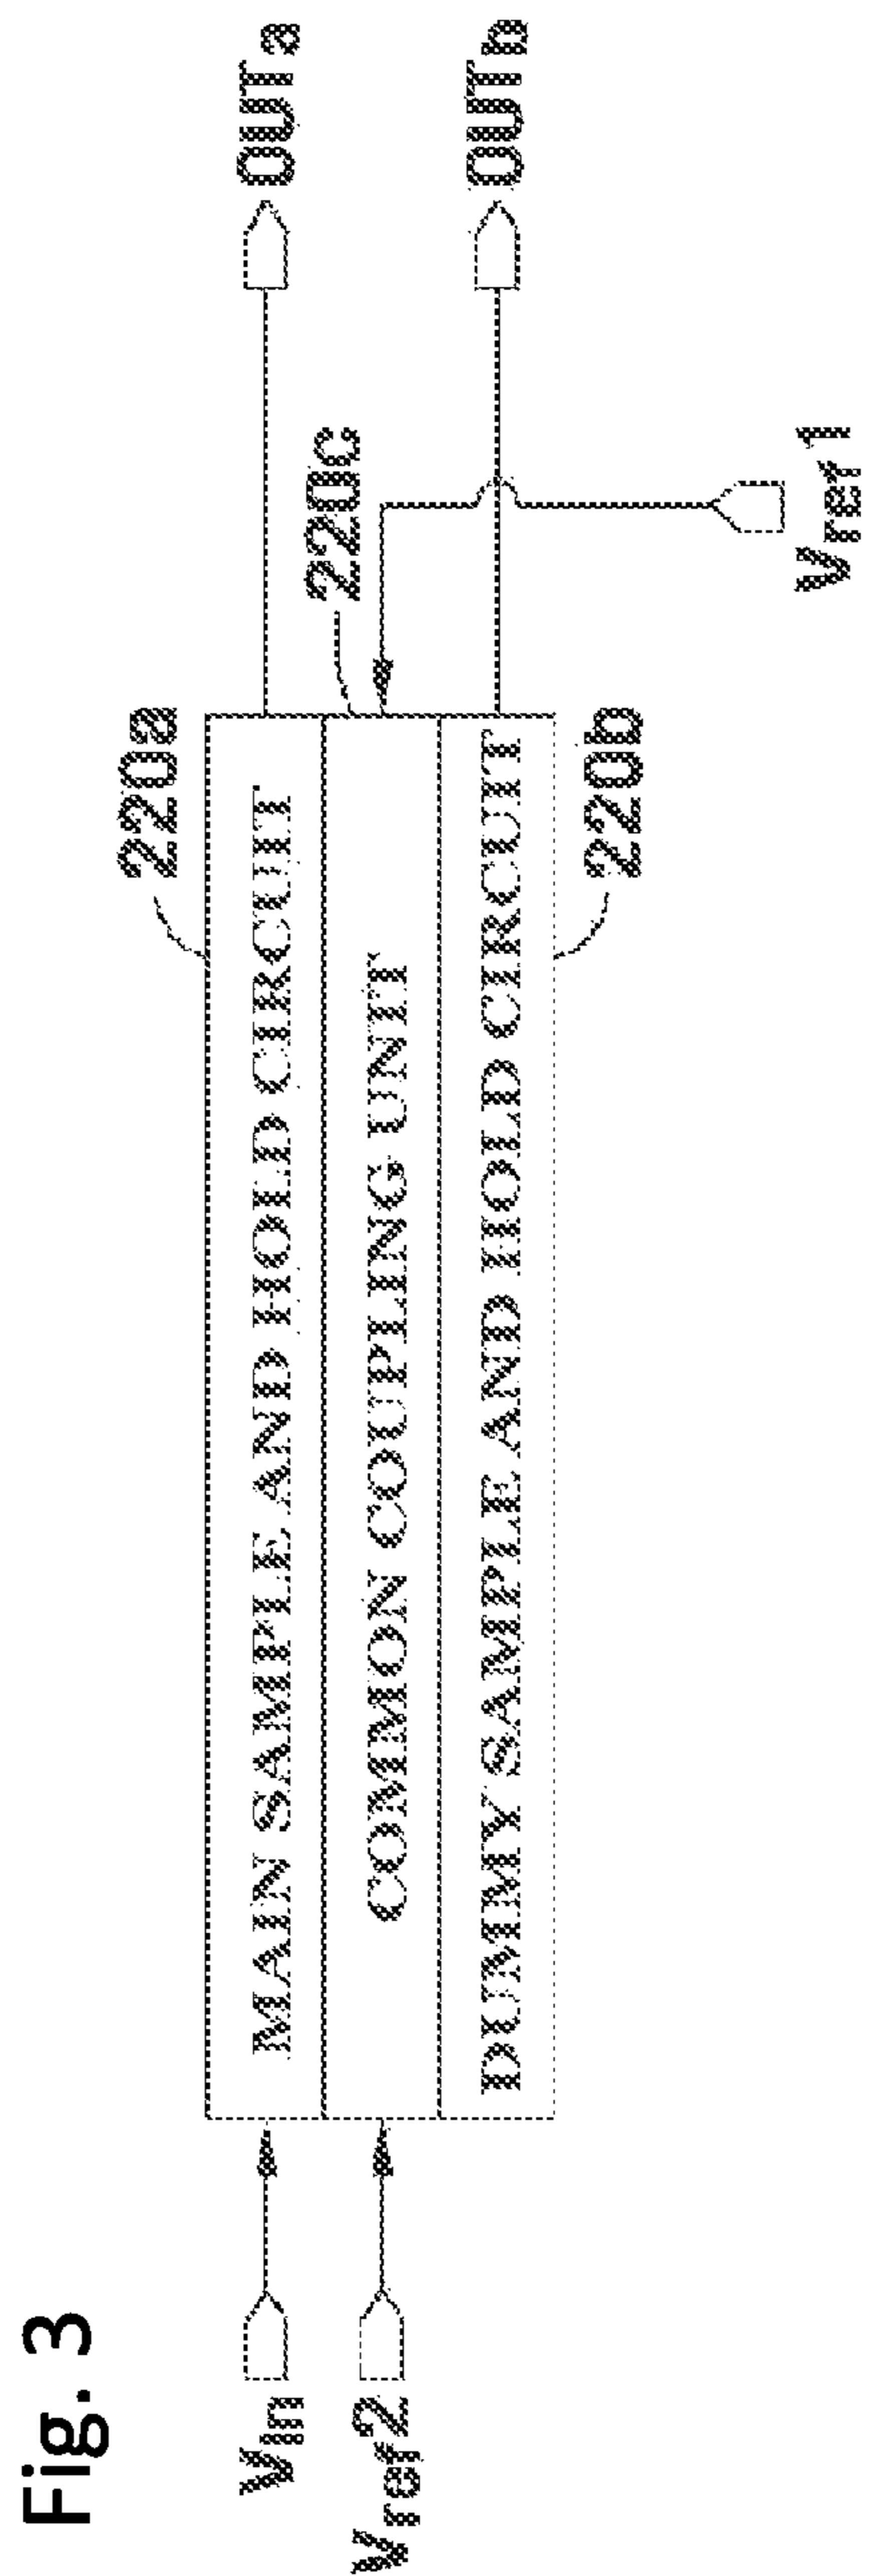 Fig. 3
220a
Vin
MAIN SAMPLE AND HOLD CIRCUIT
OUTa
220c
Vref2
COMMON COUPLING UNIT
DUMMY SAMPLE AND HOLD CIRCUIT
OUTb
220b
Vref1